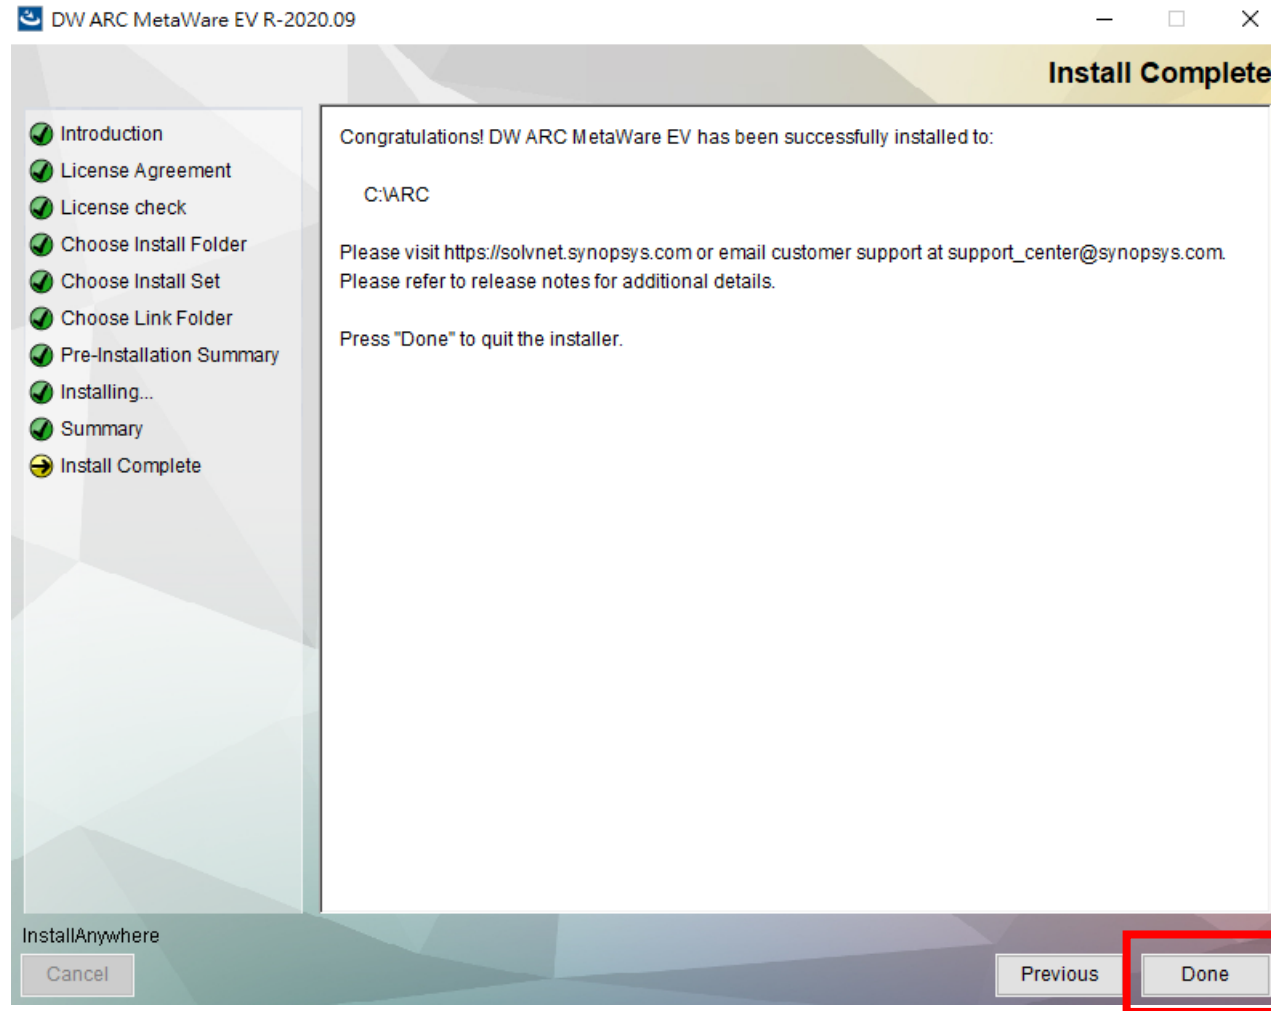 DW ARC MetaWare EV R-2020.09
Install Complete
Introduction
License Agreement
License check
Choose Install Folder
Choose Install Set
Choose Link Folder
Pre-Installation Summary
Installing...
Summary
Install Complete
Congratulations! DW ARC MetaWare EV has been successfully installed to:
C:\ARC
Please visit https://solvnet.synopsys.com or email customer support at support_center@synopsys.com.
Please refer to release notes for additional details.
Press "Done" to quit the installer.
InstallAnywhere
Cancel
Previous
Done